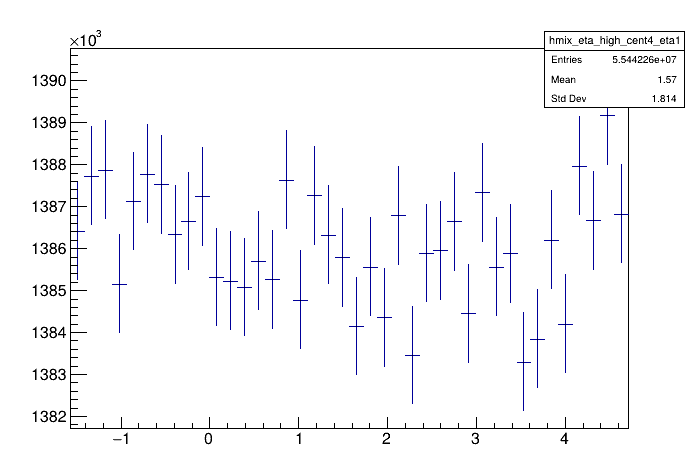 ×10³
hmix_eta_high_cent4_eta1
Entries 5.544226e+07
Mean 1.57
Std Dev 1.814
1390
1389
1388
1387
1386
1385
1384
1383
1382
−1 0 1 2 3 4